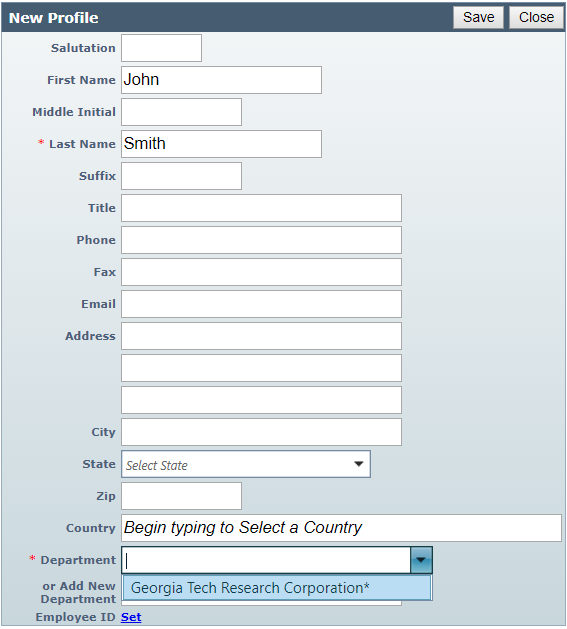 New Profile Save Close
Salutation
First Name John
Middle Initial
* Last Name Smith
Suffix
Title
Phone
Fax
Email
Address
City
State Select State
Zip
Country Begin typing to Select a Country
* Department
Georgia Tech Research Corporation*
or Add New
Department
Employee ID Set